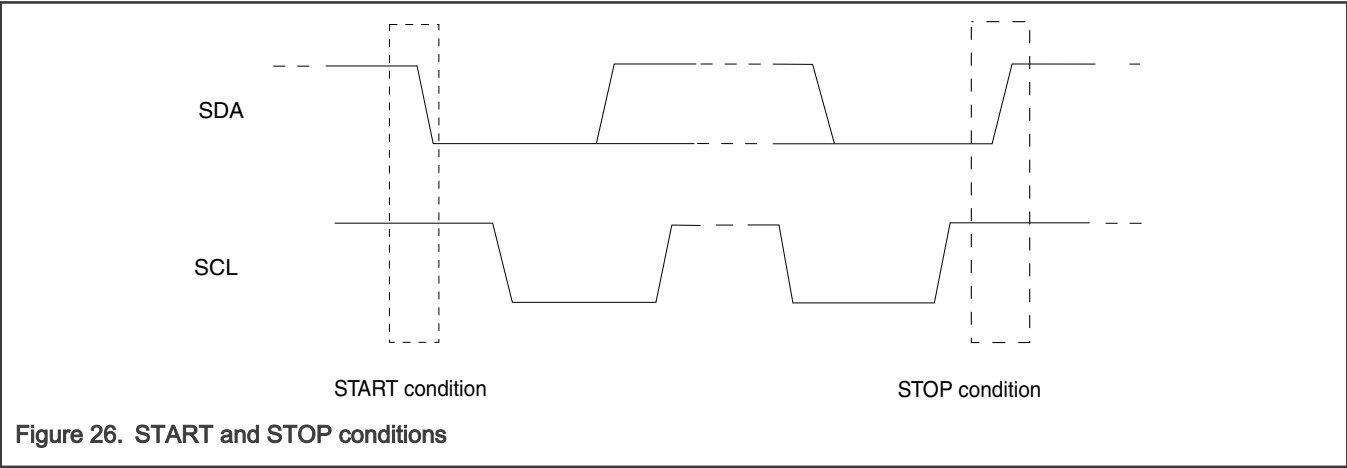 SDA
SCL
START condition
STOP condition
Figure 26. START and STOP conditions